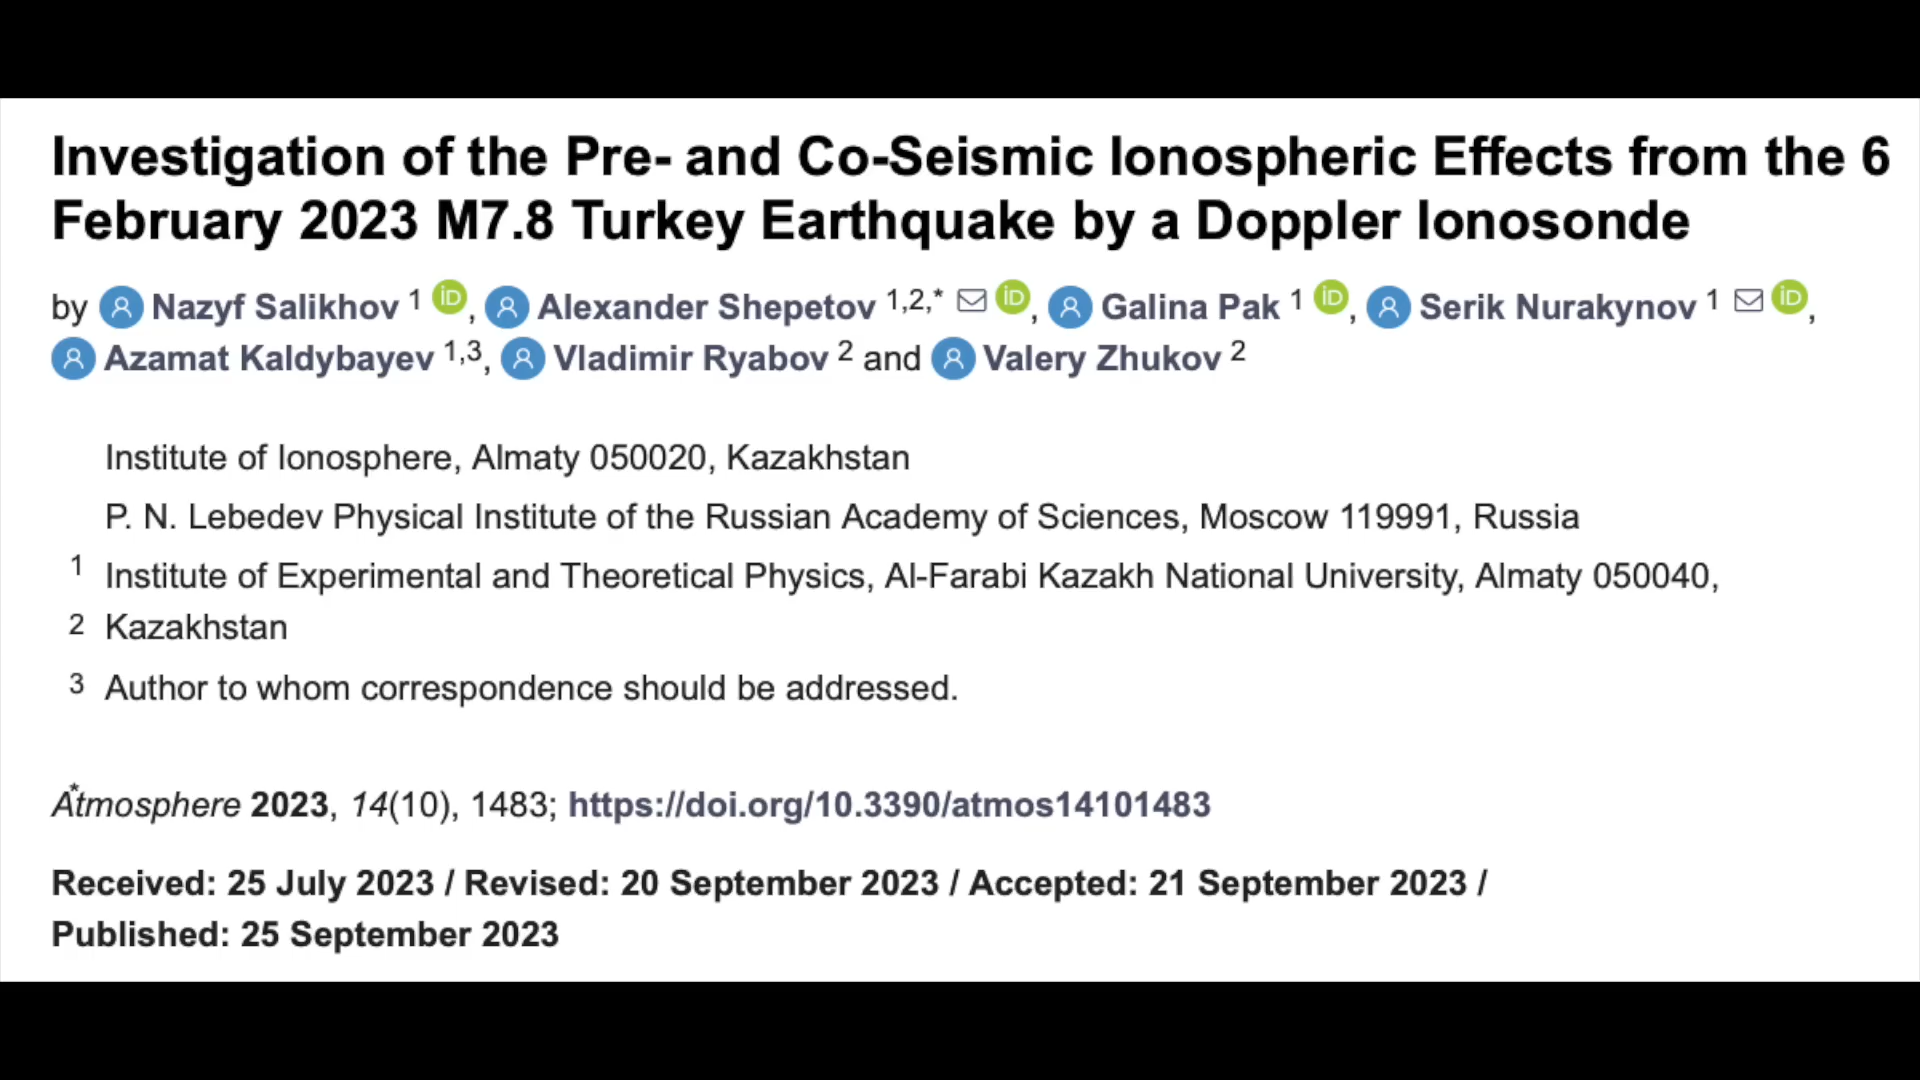 Investigation of the Pre- and Co-Seismic Ionospheric Effects from the 6
February 2023 M7.8 Turkey Earthquake by a Doppler Ionosonde
by Nazyf Salikhov 1 iD, Alexander Shepetov 1,2,* iD, Galina Pak 1 iD, Serik Nurakynov 1 iD,
Azamat Kaldybayev 1,3, Vladimir Ryabov 2 and Valery Zhukov 2
Institute of Ionosphere, Almaty 050020, Kazakhstan
P. N. Lebedev Physical Institute of the Russian Academy of Sciences, Moscow 119991, Russia
1 Institute of Experimental and Theoretical Physics, Al-Farabi Kazakh National University, Almaty 050040,
2 Kazakhstan
3 Author to whom correspondence should be addressed.
*
Atmosphere 2023, 14(10), 1483; https://doi.org/10.3390/atmos14101483
Received: 25 July 2023 / Revised: 20 September 2023 / Accepted: 21 September 2023 /
Published: 25 September 2023